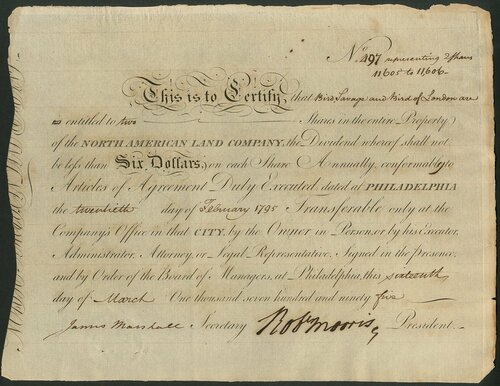 No. 497 representing 2 Shares
11605 to 11606.
This is to Certify, that Bird, Savage and Bird of London are
entitled to two Shares in the entire Property
of the NORTH AMERICAN LAND COMPANY, the Dividend whereof shall not
be less than Six Dollars, on each Share Annually, conformably to
Articles of Agreement Duly Executed dated at PHILADELPHIA
the twentieth day of February 1795 Transferable only at the
Company's Office in that CITY, by the Owner in Person, or by his Executor,
Administrator, Attorney, or Legal Representative. Signed in the presence,
and by Order of the Board of Managers, at Philadelphia, this sixteenth
day of March One thousand seven hundred and ninety five
James Marshall Secretary Robt Morris President.